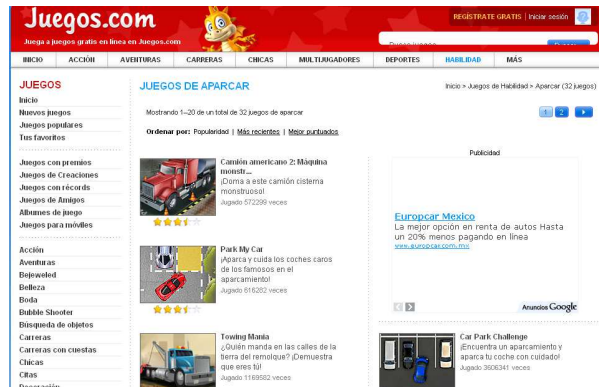 Juegos.com
Juega a juegos gratis en línea en Juegos.com
REGÍSTRATE GRATIS | Iniciar sesión
INICIO ACCIÓN AVENTURAS CARRERAS CHICAS MULTIJUGADORES DEPORTES HABILIDAD MÁS
JUEGOS
Inicio
Nuevos juegos
Juegos populares
Tus favoritos
Juegos con premios
Juegos de Creaciones
Juegos con récords
Juegos de Amigos
Albumes de juego
Juegos para móviles
Acción
Aventuras
Bejeweled
Belleza
Boda
Bubble Shooter
Búsqueda de objetos
Carreras
Carreras con cuestas
Chicas
Citas
Decoración
JUEGOS DE APARCAR
Inicio > Juegos de Habilidad > Aparcar (32 juegos)
Mostrando 1–20 de un total de 32 juegos de aparcar
1 2
Ordenar por: Popularidad | Más recientes | Mejor puntuados
Camión americano 2: Máquina
monstr...
¡Doma a este camión cisterna
monstruoso!
Jugado 572299 veces
Park My Car
¡Aparca y cuida los coches caros
de los famosos en el
aparcamiento!
Jugado 616282 veces
Towing Mania
¿Quién manda en las calles de la
tierra del remolque? ¡Demuestra
que eres tú!
Jugado 1169582 veces
Publicidad
Europcar Mexico
La mejor opción en renta de autos Hasta
un 20% menos pagando en línea
www.europcar.com.mx
Anuncios Google
Car Park Challenge
¡Encuentra un aparcamiento y
aparca tu coche con cuidado!
Jugado 3606341 veces